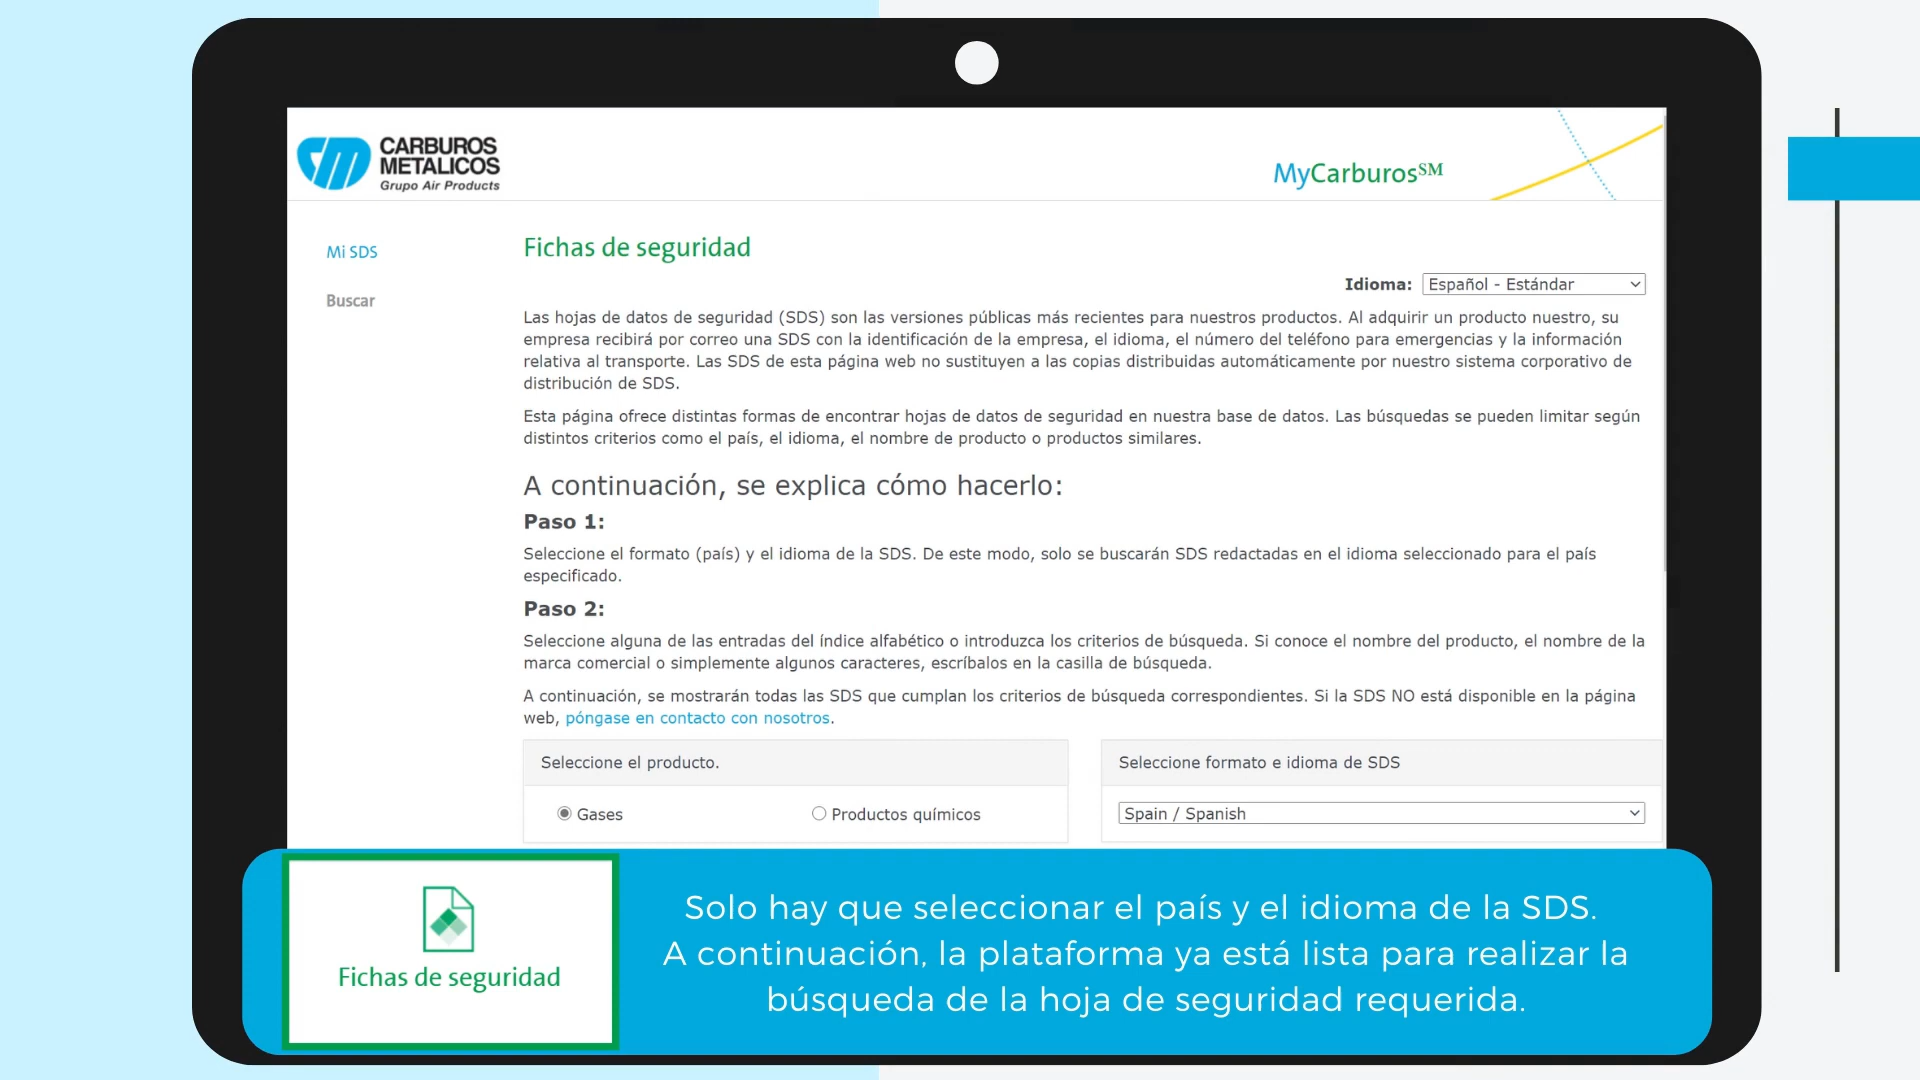 CARBUROS
METALICOS
Grupo Air Products
MyCarburosSM
Mi SDS
Buscar
Fichas de seguridad
Idioma: Español - Estándar
Las hojas de datos de seguridad (SDS) son las versiones públicas más recientes para nuestros productos. Al adquirir un producto nuestro, su
empresa recibirá por correo una SDS con la identificación de la empresa, el idioma, el número del teléfono para emergencias y la información
relativa al transporte. Las SDS de esta página web no sustituyen a las copias distribuidas automáticamente por nuestro sistema corporativo de
distribución de SDS.
Esta página ofrece distintas formas de encontrar hojas de datos de seguridad en nuestra base de datos. Las búsquedas se pueden limitar según
distintos criterios como el país, el idioma, el nombre de producto o productos similares.
A continuación, se explica cómo hacerlo:
Paso 1:
Seleccione el formato (país) y el idioma de la SDS. De este modo, solo se buscarán SDS redactadas en el idioma seleccionado para el país
especificado.
Paso 2:
Seleccione alguna de las entradas del índice alfabético o introduzca los criterios de búsqueda. Si conoce el nombre del producto, el nombre de la
marca comercial o simplemente algunos caracteres, escríbalos en la casilla de búsqueda.
A continuación, se mostrarán todas las SDS que cumplan los criterios de búsqueda correspondientes. Si la SDS NO está disponible en la página
web, póngase en contacto con nosotros.
Seleccione el producto.
Gases
Productos químicos
Seleccione formato e idioma de SDS
Spain / Spanish
Fichas de seguridad
Solo hay que seleccionar el país y el idioma de la SDS.
A continuación, la plataforma ya está lista para realizar la
búsqueda de la hoja de seguridad requerida.